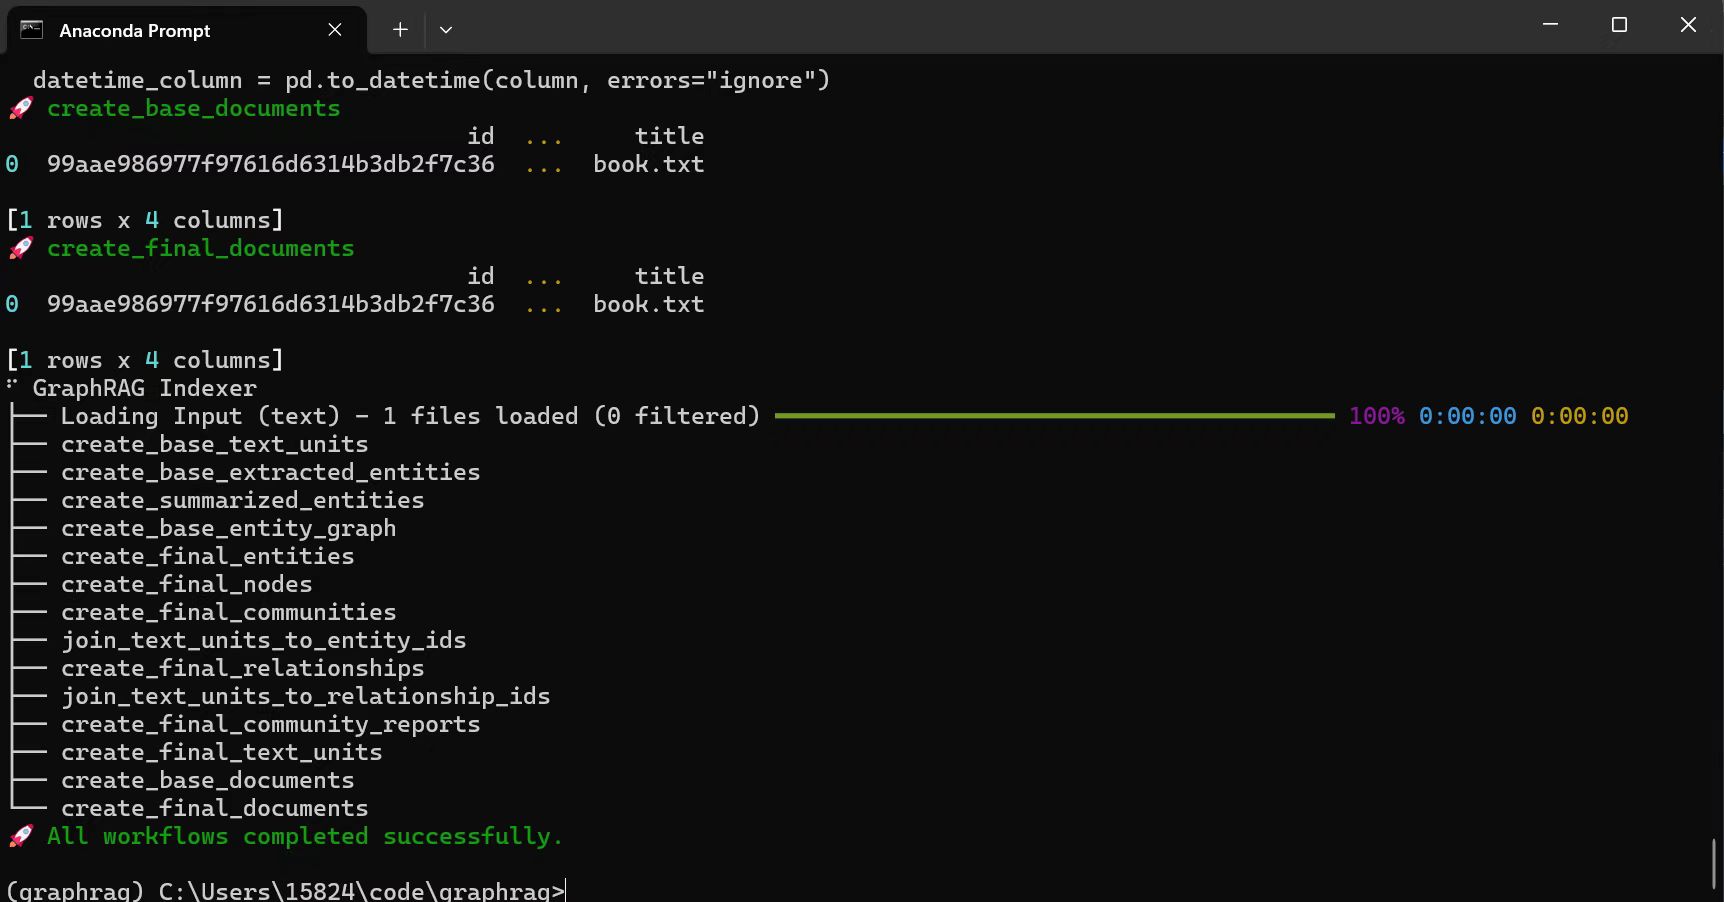 Anaconda Prompt
datetime_column = pd.to_datetime(column, errors="ignore")
🚀 create_base_documents
id ... title
0 99aae986977f97616d6314b3db2f7c36 ... book.txt
[1 rows x 4 columns]
🚀 create_final_documents
id ... title
0 99aae986977f97616d6314b3db2f7c36 ... book.txt
[1 rows x 4 columns]
GraphRAG Indexer
├── Loading Input (text) - 1 files loaded (0 filtered) 100% 0:00:00 0:00:00
├── create_base_text_units
├── create_base_extracted_entities
├── create_summarized_entities
├── create_base_entity_graph
├── create_final_entities
├── create_final_nodes
├── create_final_communities
├── join_text_units_to_entity_ids
├── create_final_relationships
├── join_text_units_to_relationship_ids
├── create_final_community_reports
├── create_final_text_units
├── create_base_documents
└── create_final_documents
🚀 All workflows completed successfully.
(graphrag) C:\Users\15824\code\graphrag>